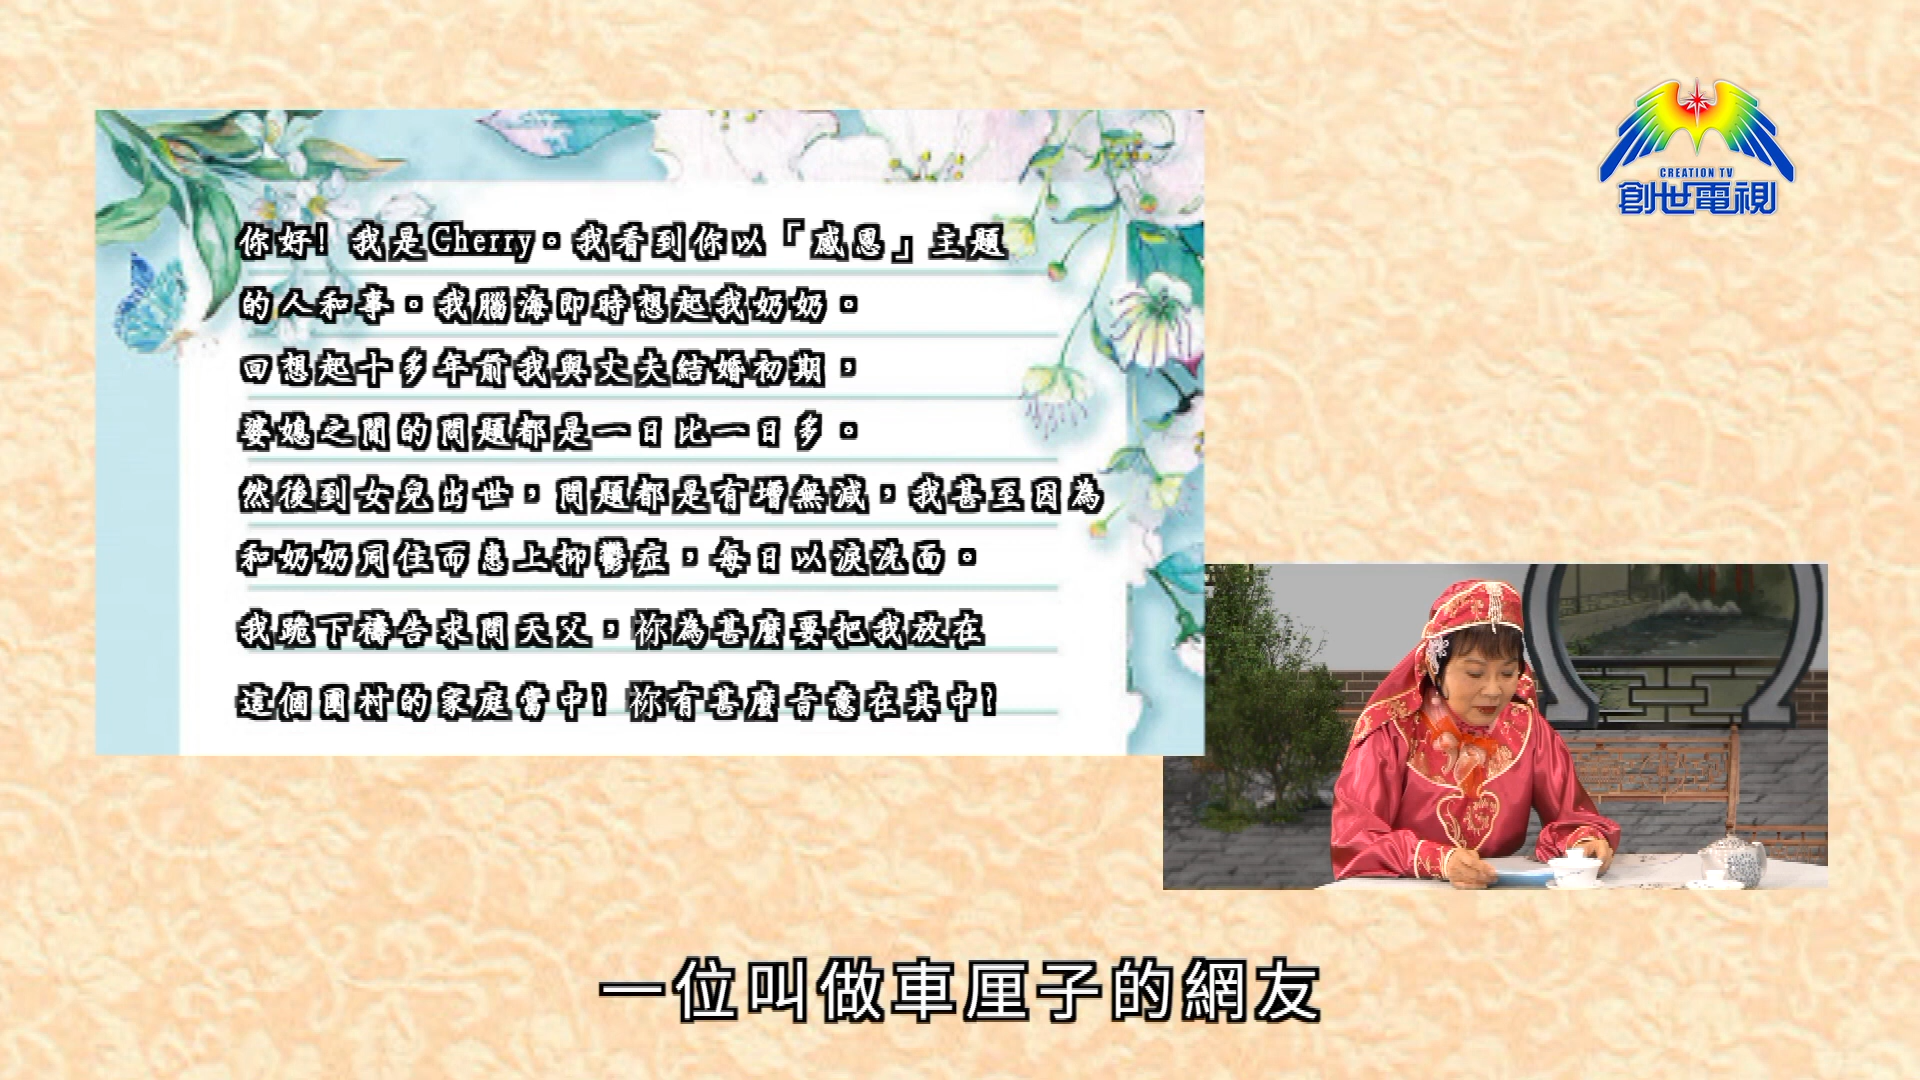 CREATION TV
創世電視
你好! 我是Cherry。我看到你以「感恩」主題
的人和事。我腦海即時想起我奶奶。
回想起十多年前我與丈夫結婚初期，
婆媳之間的問題都是一日比一日多。
然後到女兒出世，問題都是有增無減，我甚至因為
和奶奶同住而患上抑鬱症，每日以淚洗面。
我跪下禱告求問天父，祢為甚麼要把我放在
這個圍村的家庭當中? 祢有甚麼旨意在其中?
一位叫做車厘子的網友